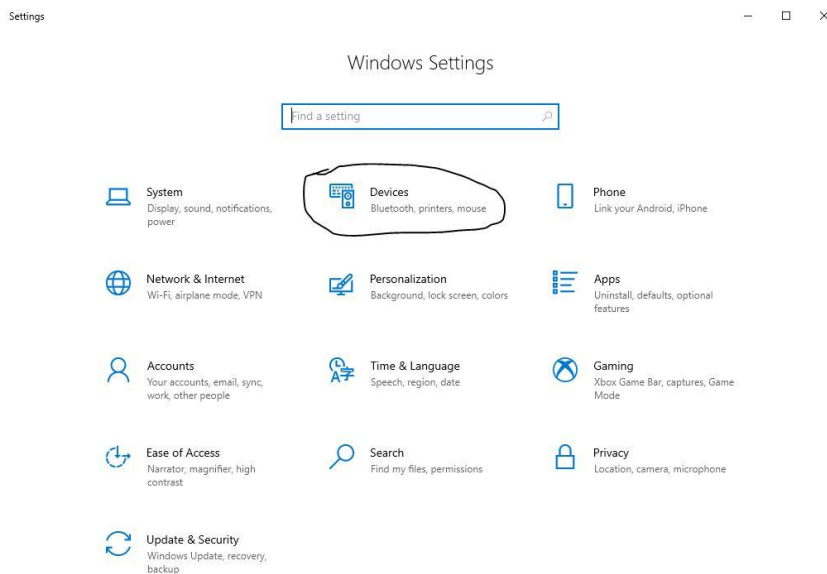 Settings
Windows Settings
Find a setting
System
Display, sound, notifications,
power
Devices
Bluetooth, printers, mouse
Phone
Link your Android, iPhone
Network & Internet
Wi-Fi, airplane mode, VPN
Personalization
Background, lock screen, colors
Apps
Uninstall, defaults, optional
features
Accounts
Your accounts, email, sync,
work, other people
Time & Language
Speech, region, date
Gaming
Xbox Game Bar, captures, Game
Mode
Ease of Access
Narrator, magnifier, high
contrast
Search
Find my files, permissions
Privacy
Location, camera, microphone
Update & Security
Windows Update, recovery,
backup